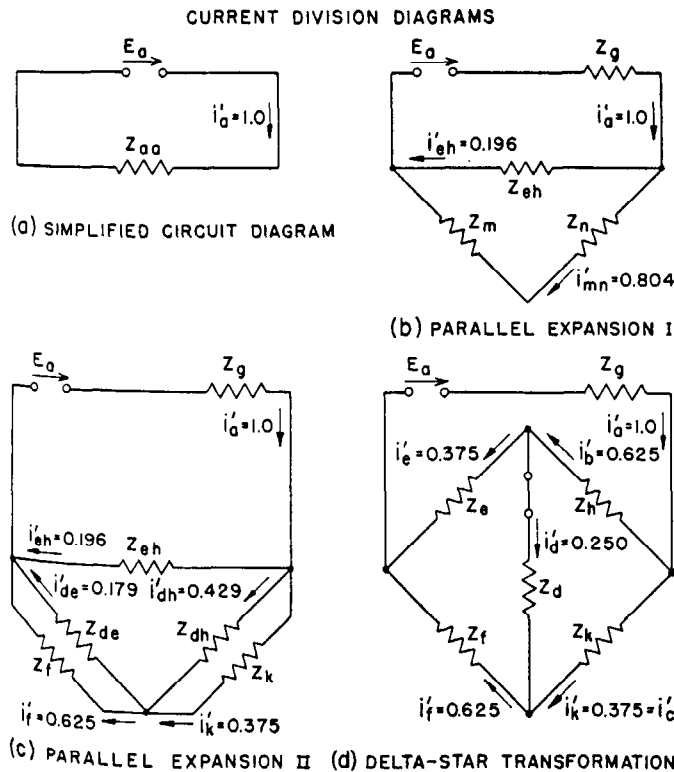 CURRENT DIVISION DIAGRAMS
Ea
i'a=1.0
Zaa
(a) SIMPLIFIED CIRCUIT DIAGRAM
Ea
Zg
i'a=1.0
i'eh=0.196
Zeh
Zm
Zn
i'mn=0.804
(b) PARALLEL EXPANSION I
Ea
Zg
i'a=1.0
i'eh=0.196
Zeh
i'de=0.179
i'dh=0.429
Zde
Zdh
Zf
Zk
i'f=0.625
i'k=0.375
(c) PARALLEL EXPANSION II
Ea
Zg
i'a=1.0
i'e=0.375
i'b=0.625
Ze
Zh
i'd=0.250
Zd
Zf
Zk
i'f=0.625
i'k=0.375=i'c
(d) DELTA-STAR TRANSFORMATION